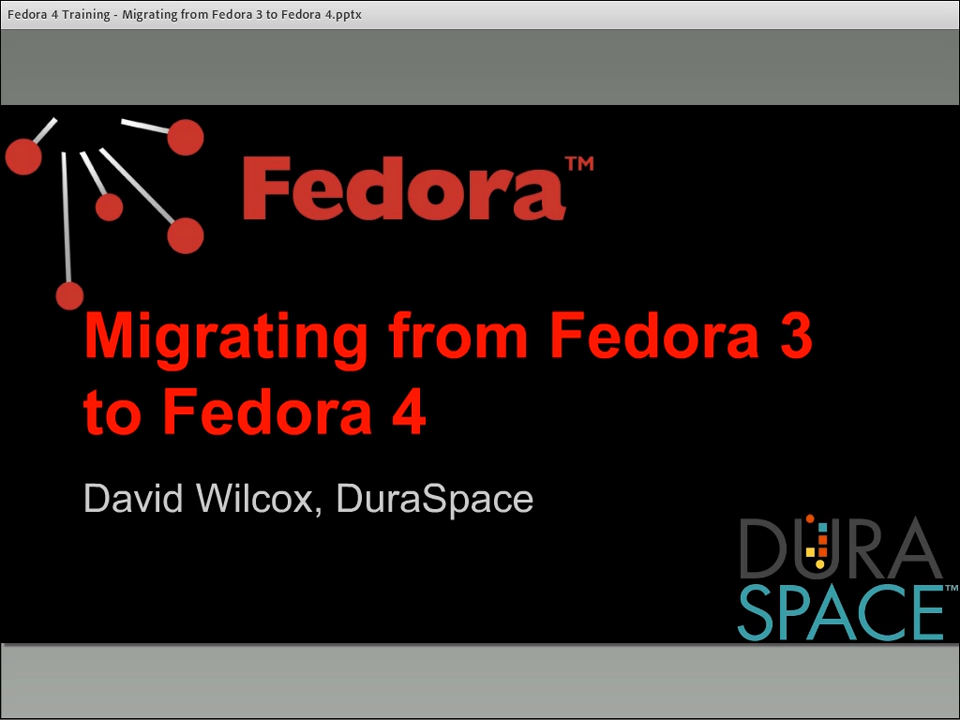 Fedora 4 Training - Migrating from Fedora 3 to Fedora 4.pptx
Fedora™
Migrating from Fedora 3
to Fedora 4
David Wilcox, DuraSpace
DURA
SPACE™